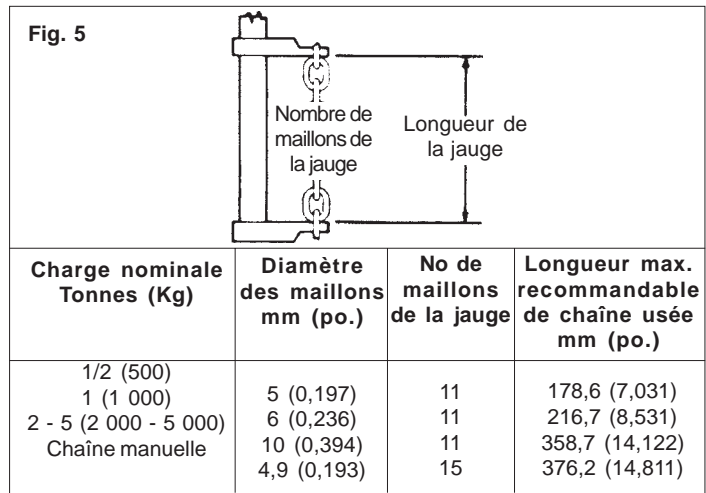 Fig. 5
Nombre de
maillons de
la jauge
Longueur de
la jauge
Charge nominale
Tonnes (Kg)
Diamètre
des maillons
mm (po.)
No de
maillons
de la jauge
Longueur max.
recommandable
de chaîne usée
mm (po.)
1/2 (500)
1 (1 000)
2 - 5 (2 000 - 5 000)
Chaîne manuelle
5 (0,197)
6 (0,236)
10 (0,394)
4,9 (0,193)
11
11
11
15
178,6 (7,031)
216,7 (8,531)
358,7 (14,122)
376,2 (14,811)